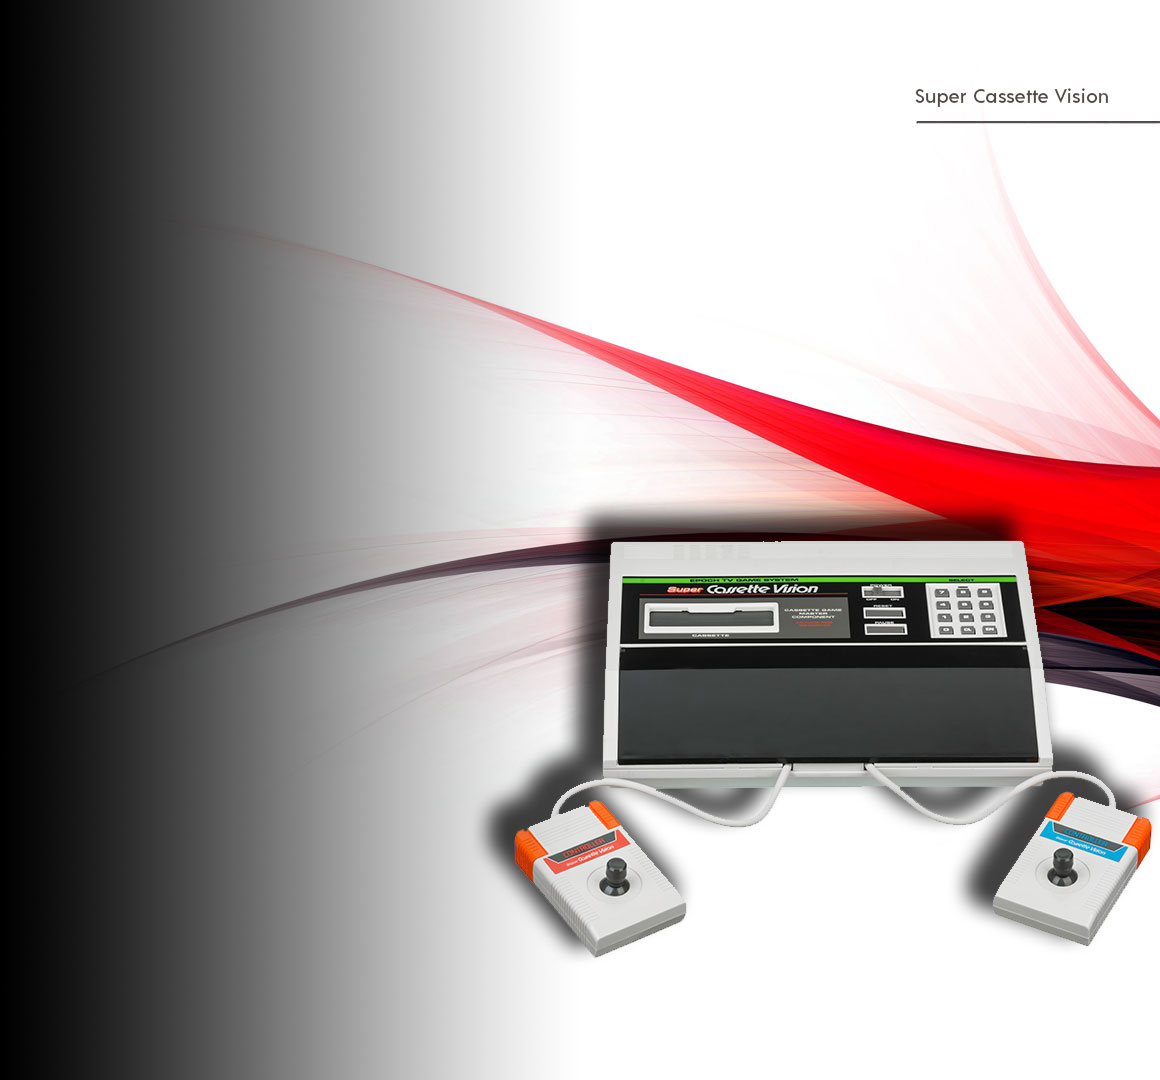 Super Cassette Vision
EPOCH TV GAME SYSTEM
SELECT
Super Cassette Vision
POWER
OFF ON
CASSETTE GAME
MASTER
COMPONENT
RESET
PAUSE
CASSETTE
CONTROLLER
Super Cassette Vision
CONTROLLER
Super Cassette Vision